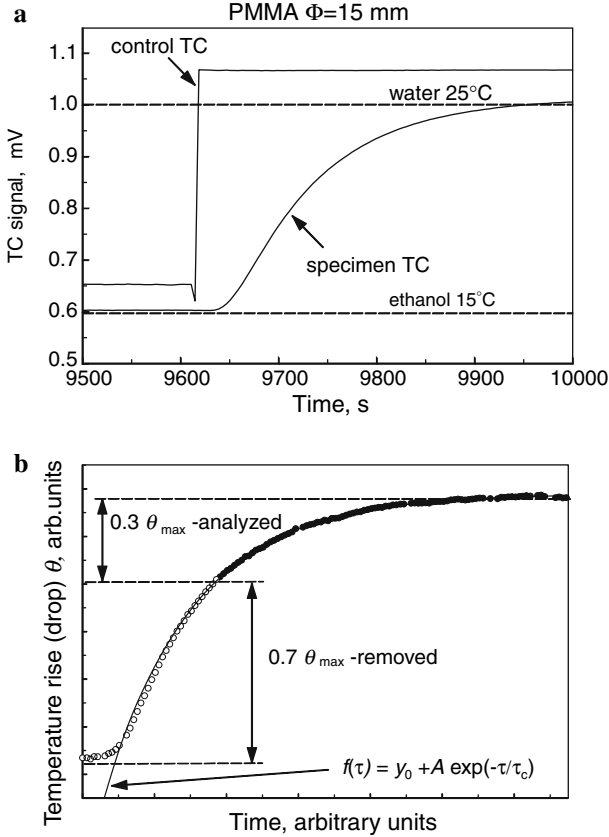 a
PMMA Φ=15 mm
control TC
water 25°C
specimen TC
ethanol 15°C
TC signal, mV
1.1
1.0
0.9
0.8
0.7
0.6
0.5
9500 9600 9700 9800 9900 10000
Time, s
b
Temperature rise (drop) θ, arb.units
0.3 θmax -analyzed
0.7 θmax -removed
f(τ) = y0 +A exp(-τ/τc)
Time, arbitrary units